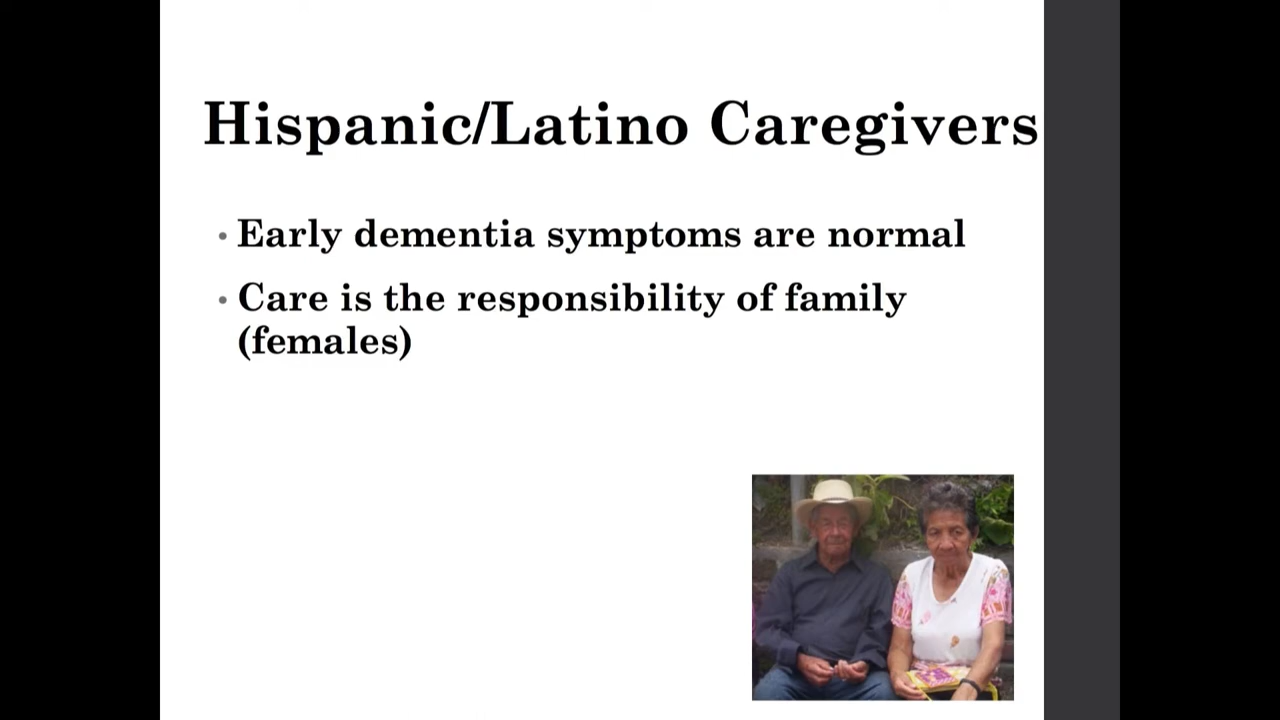 Hispanic/Latino Caregivers
• Early dementia symptoms are normal
• Care is the responsibility of family
(females)